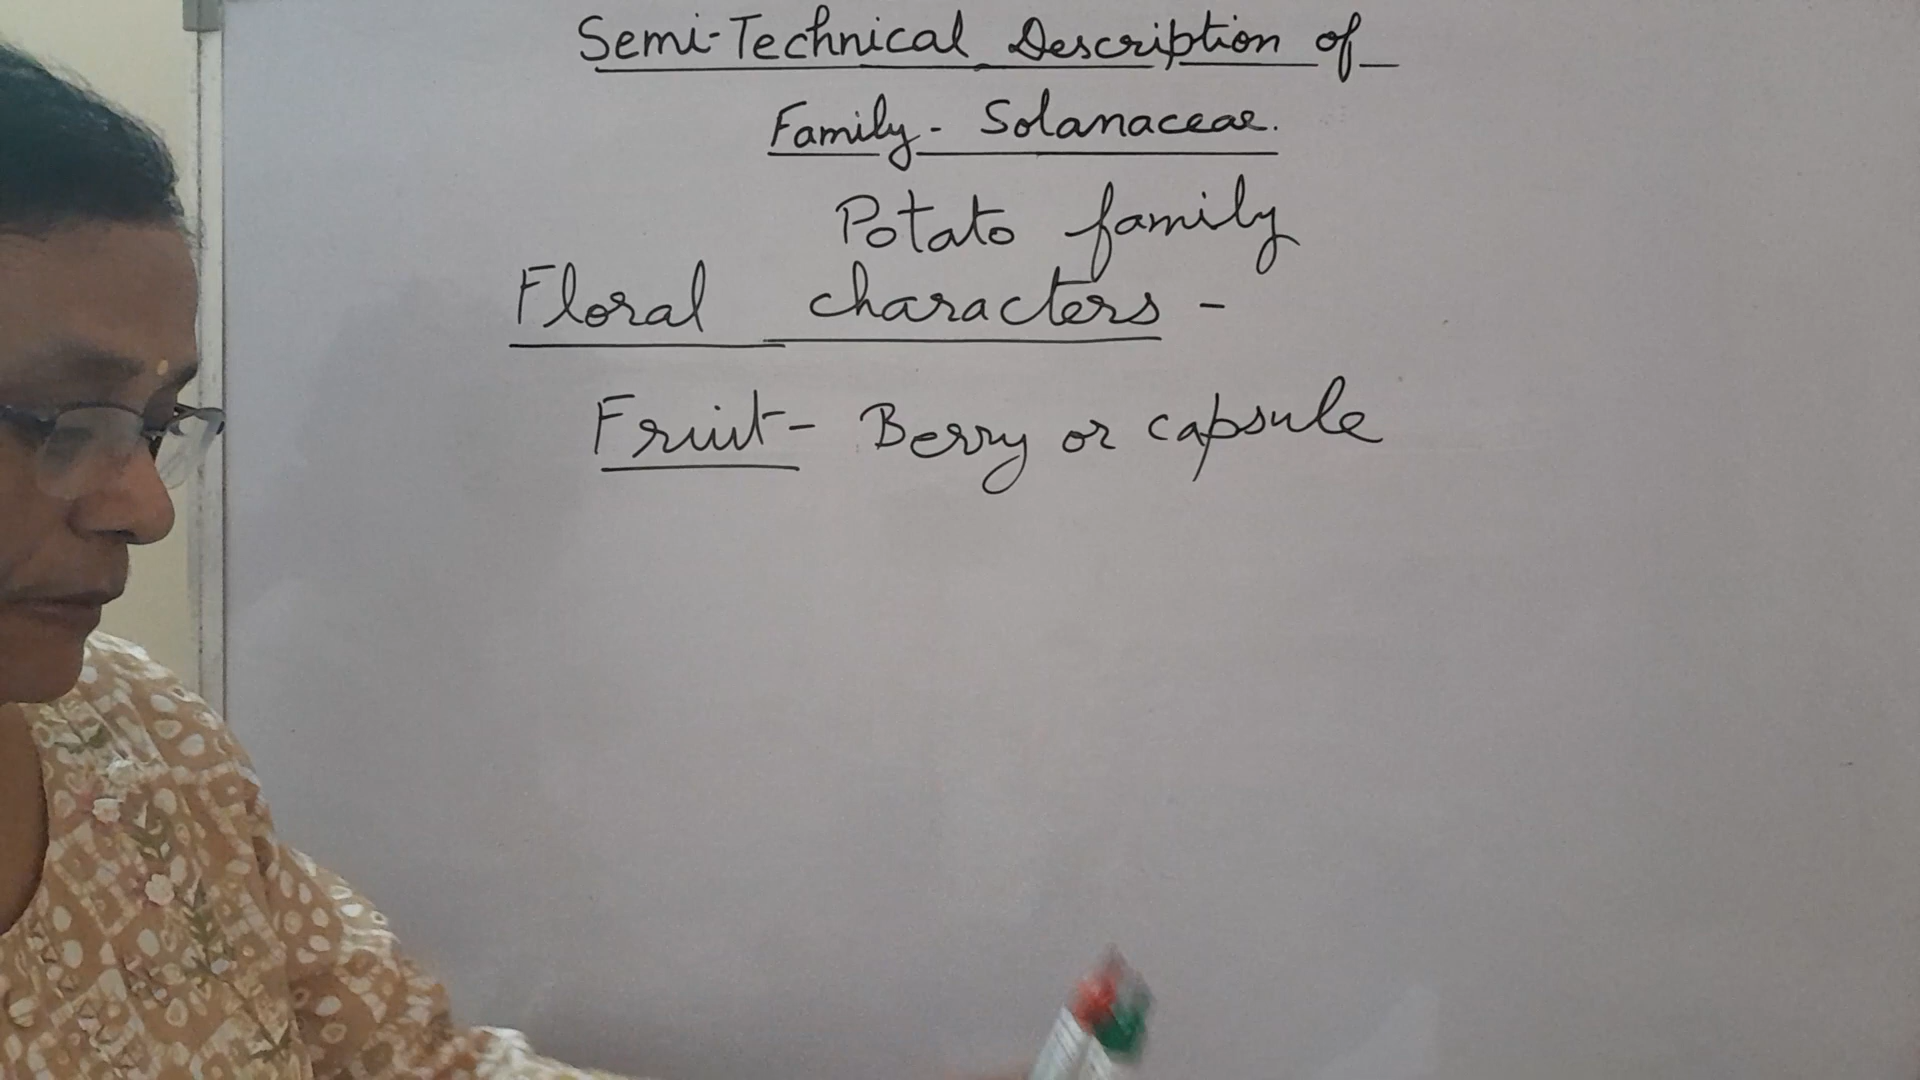 Semi-Technical Description of
Family - Solanaceae.
Potato family
Floral characters -
Fruit - Berry or capsule